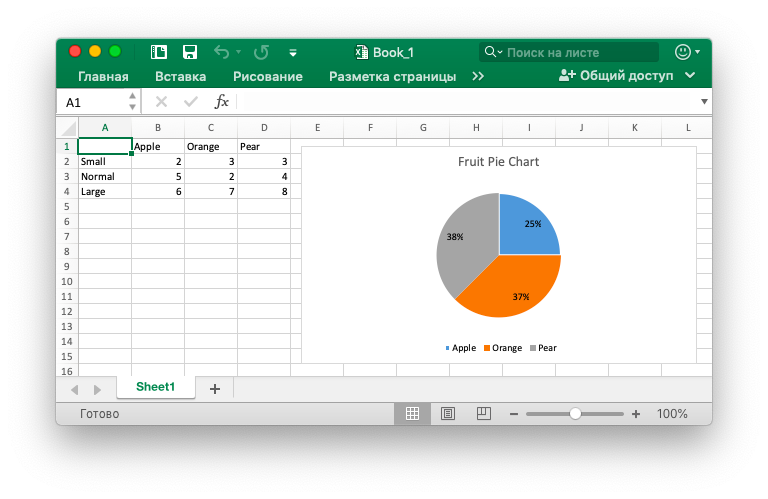 Book_1
Поиск на листе
Главная Вставка Рисование Разметка страницы >> Общий доступ
A1 fx
A B C D E F G H I J K L
1 Apple Orange Pear
2 Small 2 3 3
3 Normal 5 2 4
4 Large 6 7 8
5
6
7
8
9
10
11
12
13
14
15
16
Fruit Pie Chart
25%
38%
37%
Apple Orange Pear
Sheet1 +
Готово 100%